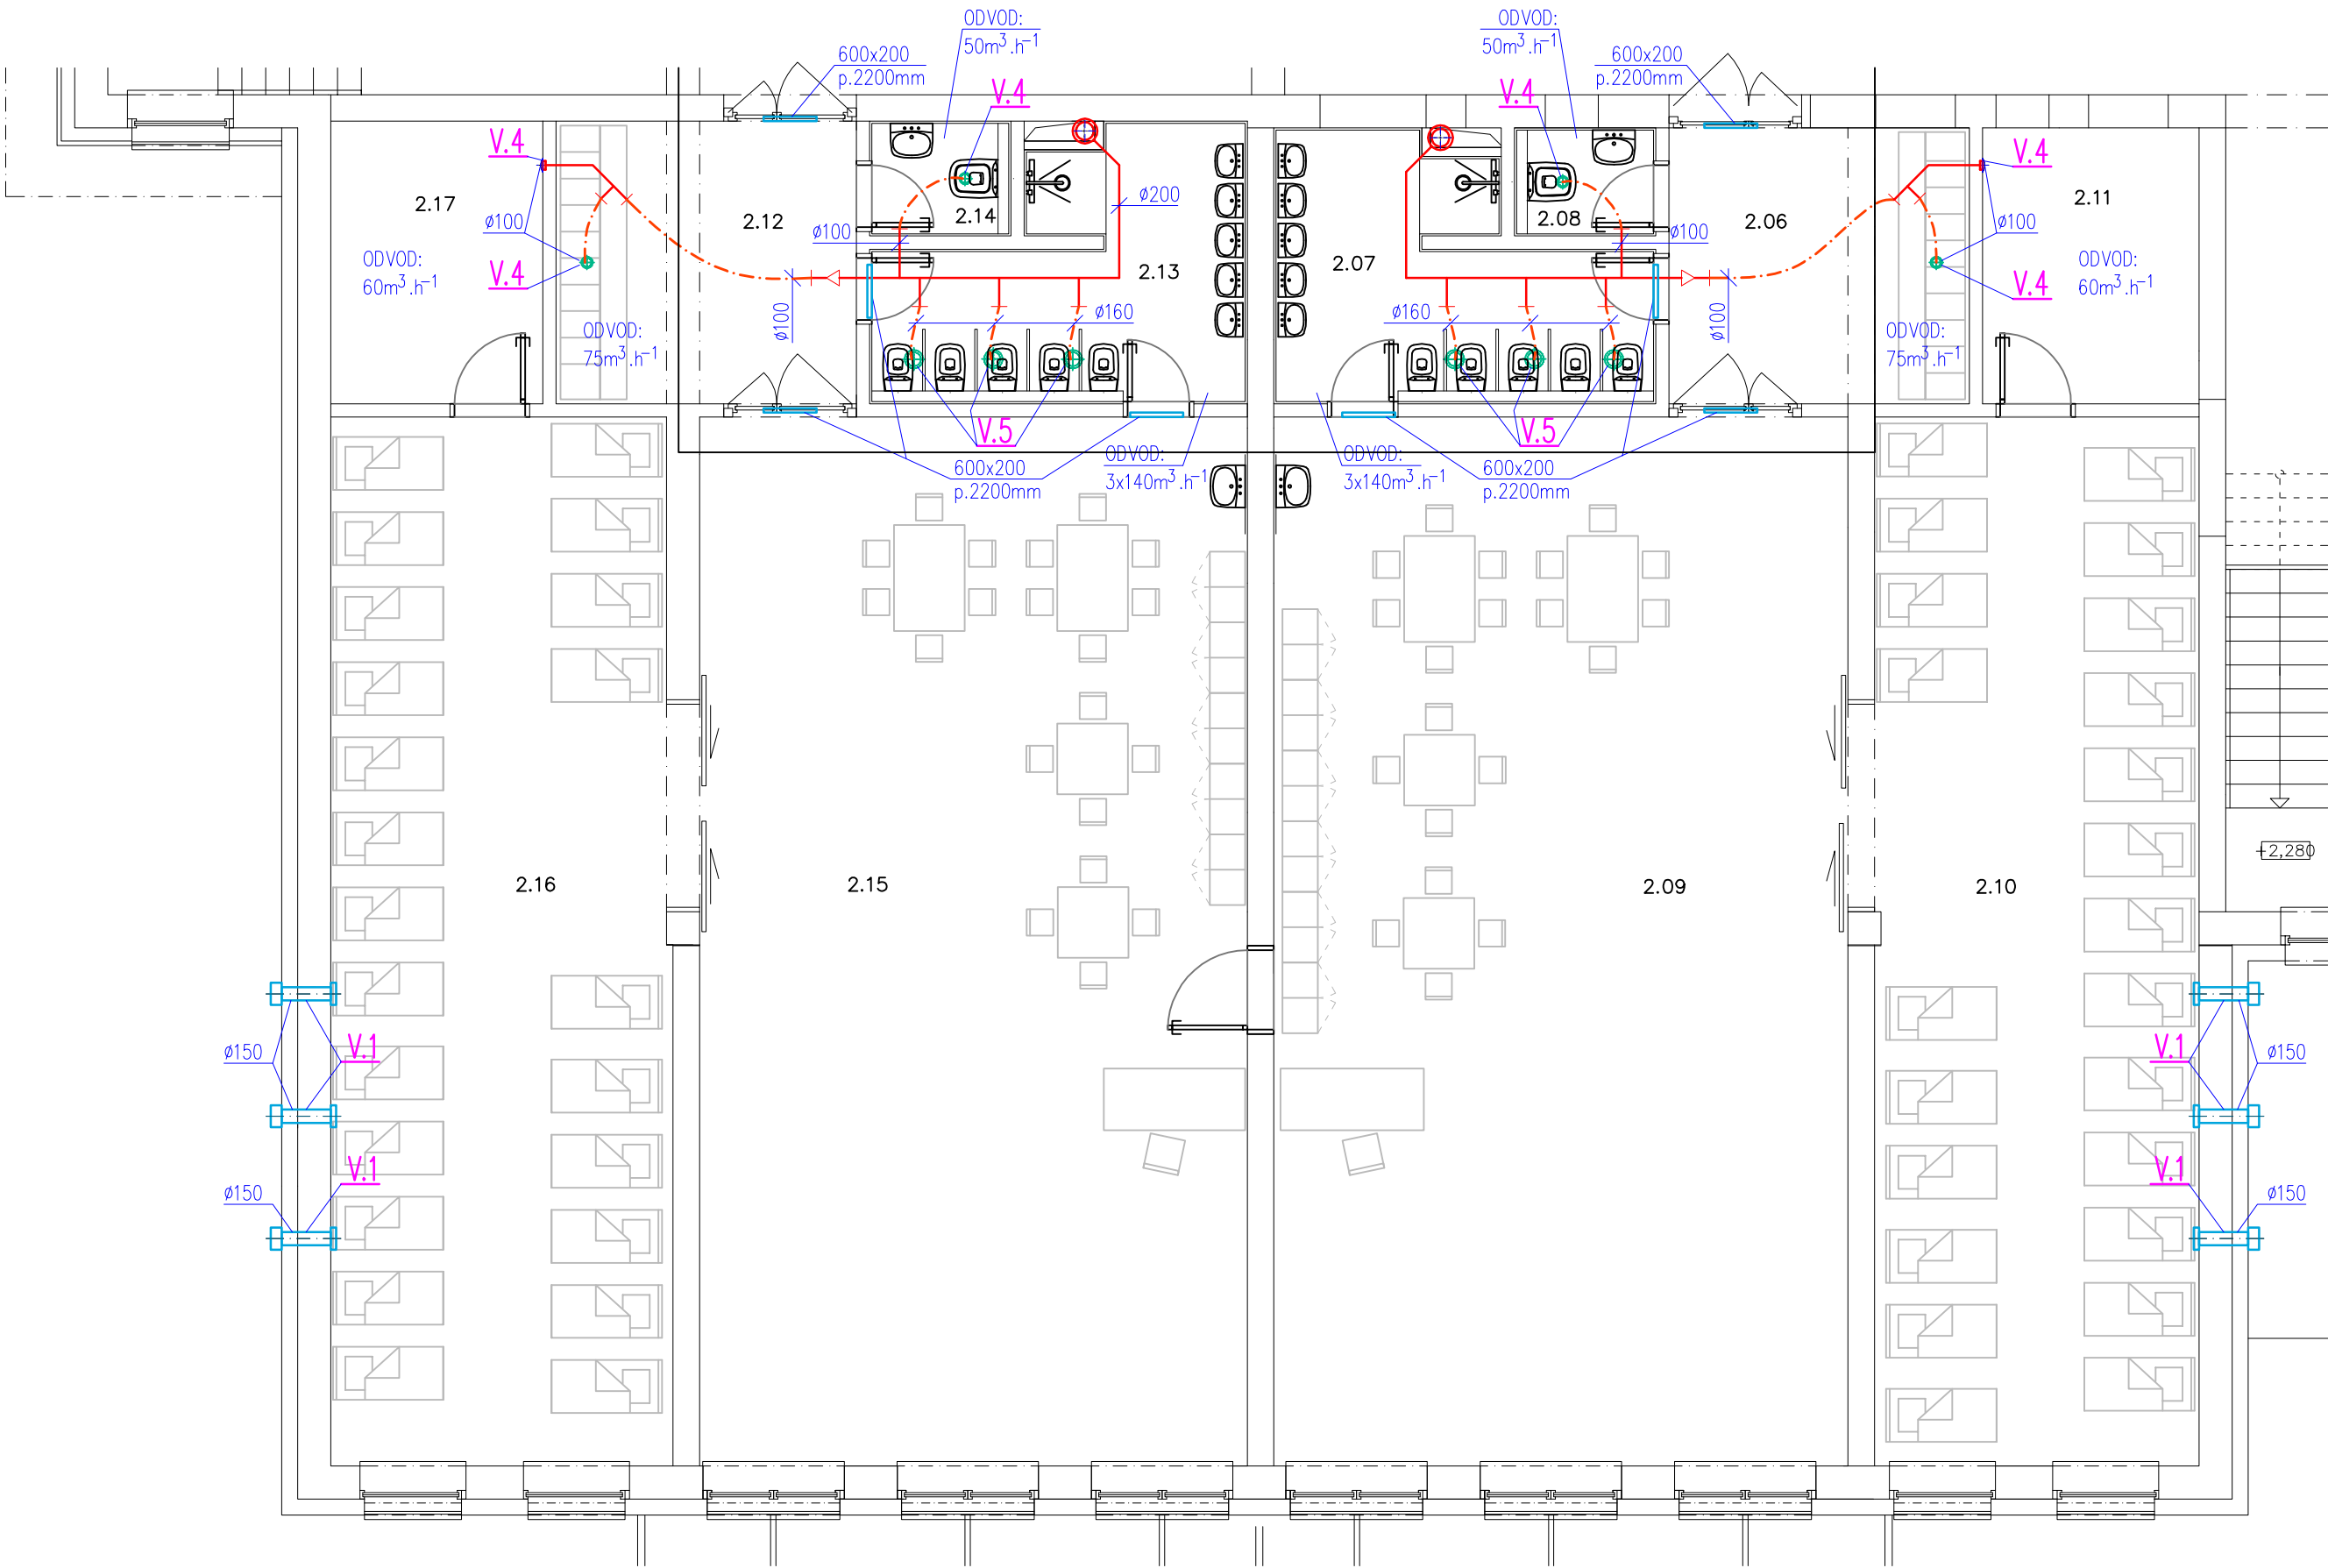 ODVOD:
50m³.h⁻¹
ODVOD:
50m³.h⁻¹
600x200
p.2200mm
600x200
p.2200mm
V.4
V.4
V.4
V.4
2.17
ø100
2.12
2.14
ø200
2.08
2.06
2.11
ø100
ø100
ø100
ø100
ODVOD:
60m³.h⁻¹
V.4
2.13
2.07
V.4
ODVOD:
60m³.h⁻¹
ODVOD:
75m³.h⁻¹
ø100
ø160
ø160
ø100
ODVOD:
75m³.h⁻¹
V.5
V.5
600x200
p.2200mm
ODVOD:
3x140m³.h⁻¹
ODVOD:
3x140m³.h⁻¹
600x200
p.2200mm
+2,280
2.16
2.15
2.09
2.10
ø150
V.1
V.1
ø150
ø150
V.1
V.1
ø150